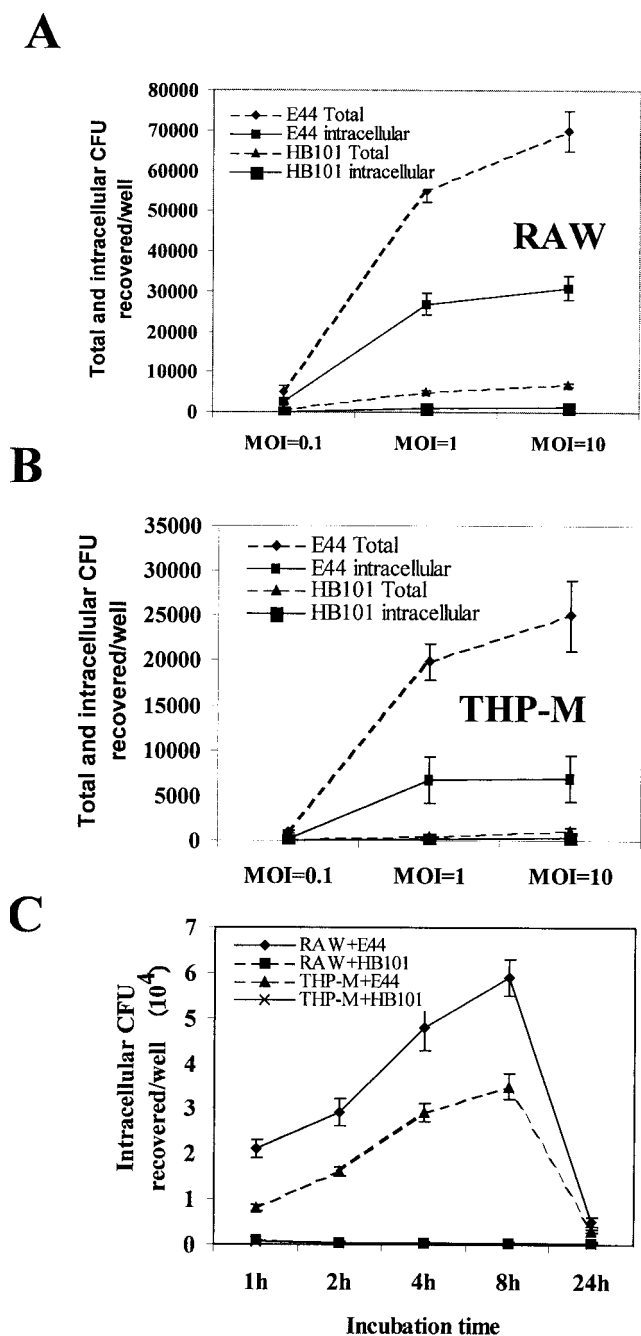 A
Total and intracellular CFU
recovered/well
80000
70000
60000
50000
40000
30000
20000
10000
0
E44 Total
E44 intracellular
HB101 Total
HB101 intracellular
RAW
MOI=0.1 MOI=1 MOI=10
B
Total and intracellular CFU
recovered/well
35000
30000
25000
20000
15000
10000
5000
0
E44 Total
E44 intracellular
HB101 Total
HB101 intracellular
THP-M
MOI=0.1 MOI=1 MOI=10
C
Intracellular CFU
recovered/well (10^4)
7
6
5
4
3
2
1
0
RAW+E44
RAW+HB101
THP-M+E44
THP-M+HB101
1h 2h 4h 8h 24h
Incubation time